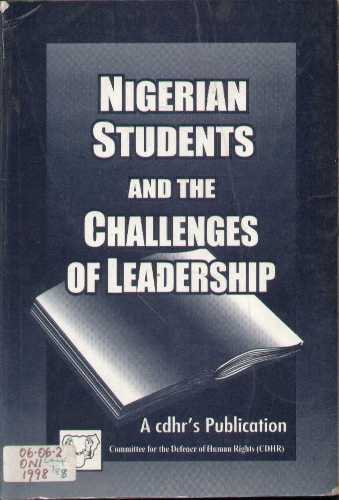 NIGERIAN
STUDENTS
AND THE
CHALLENGES
OF LEADERSHIP
A cdhr's Publication
Committee for the Defence of Human Rights (CDHR)
06-06-2
ONI
1998